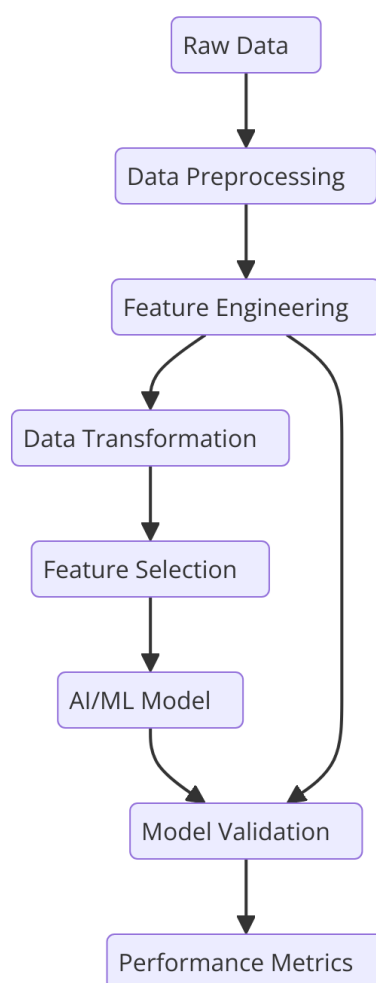 Raw Data
Data Preprocessing
Feature Engineering
Data Transformation
Feature Selection
AI/ML Model
Model Validation
Performance Metrics